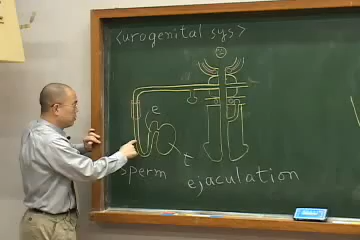 <urogenital sys>
e
t
sperm
ejaculation